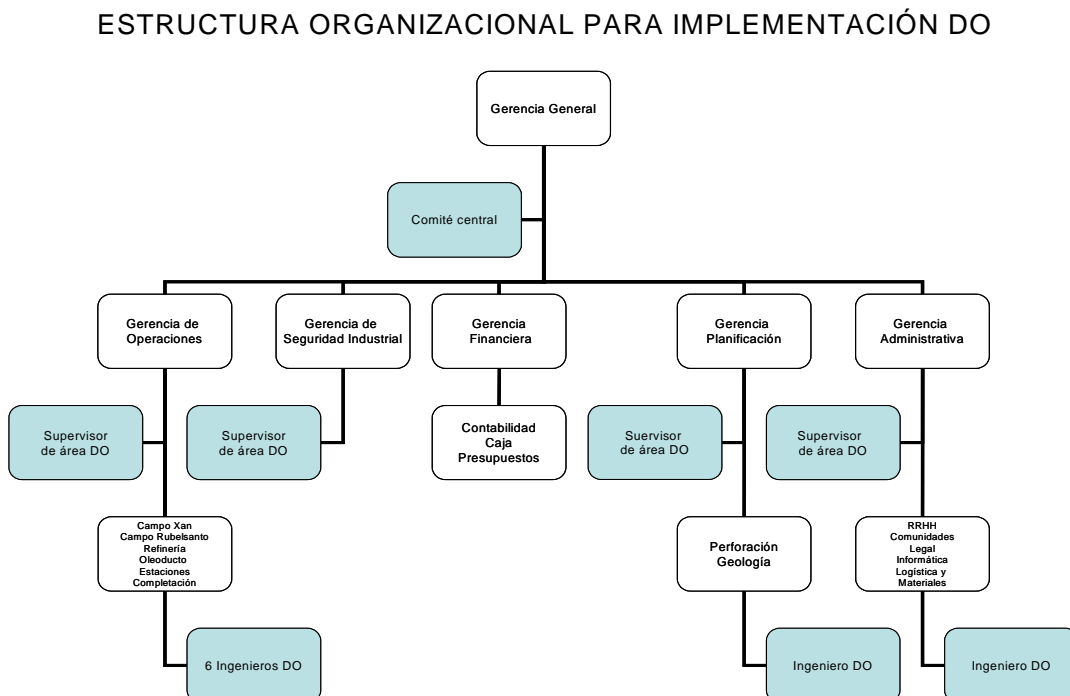 ESTRUCTURA ORGANIZACIONAL PARA IMPLEMENTACIÓN DO
Gerencia General
Comité central
Gerencia de
Operaciones
Gerencia de
Seguridad Industrial
Gerencia
Financiera
Gerencia
Planificación
Gerencia
Administrativa
Supervisor
de área DO
Supervisor
de área DO
Contabilidad
Caja
Presupuestos
Suervisor
de área DO
Supervisor
de área DO
Campo Xan
Campo Rubelsanto
Refinería
Oleoducto
Estaciones
Completación
Perforación
Geología
RRHH
Comunidades
Legal
Informática
Logística y
Materiales
6 Ingenieros DO
Ingeniero DO
Ingeniero DO